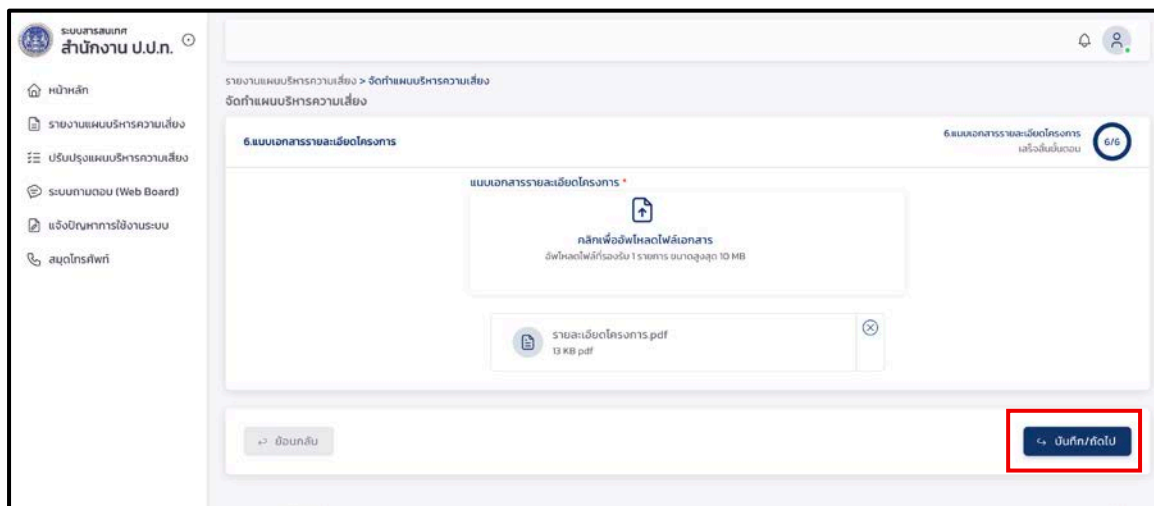 ระบบสารสนเทศ
สำนักงาน ป.ป.ท.
หน้าหลัก
รายงานแผนบริหารความเสี่ยง
ปรับปรุงแผนบริหารความเสี่ยง
ระบบถามตอบ (Web Board)
แจ้งปัญหาการใช้งานระบบ
สมุดโทรศัพท์
รายงานแผนบริหารความเสี่ยง > จัดทำแผนบริหารความเสี่ยง
จัดทำแผนบริหารความเสี่ยง
6.แนบเอกสารรายละเอียดโครงการ
6.แนบเอกสารรายละเอียดโครงการ
เสร็จสิ้นขั้นตอน
6/6
แนบเอกสารรายละเอียดโครงการ *
คลิกเพื่ออัพโหลดไฟล์เอกสาร
อัพโหลดไฟล์ที่รองรับ 1 รายการ ขนาดสูงสุด 10 MB
รายละเอียดโครงการ.pdf
13 KB pdf
ย้อนกลับ
บันทึก/ถัดไป